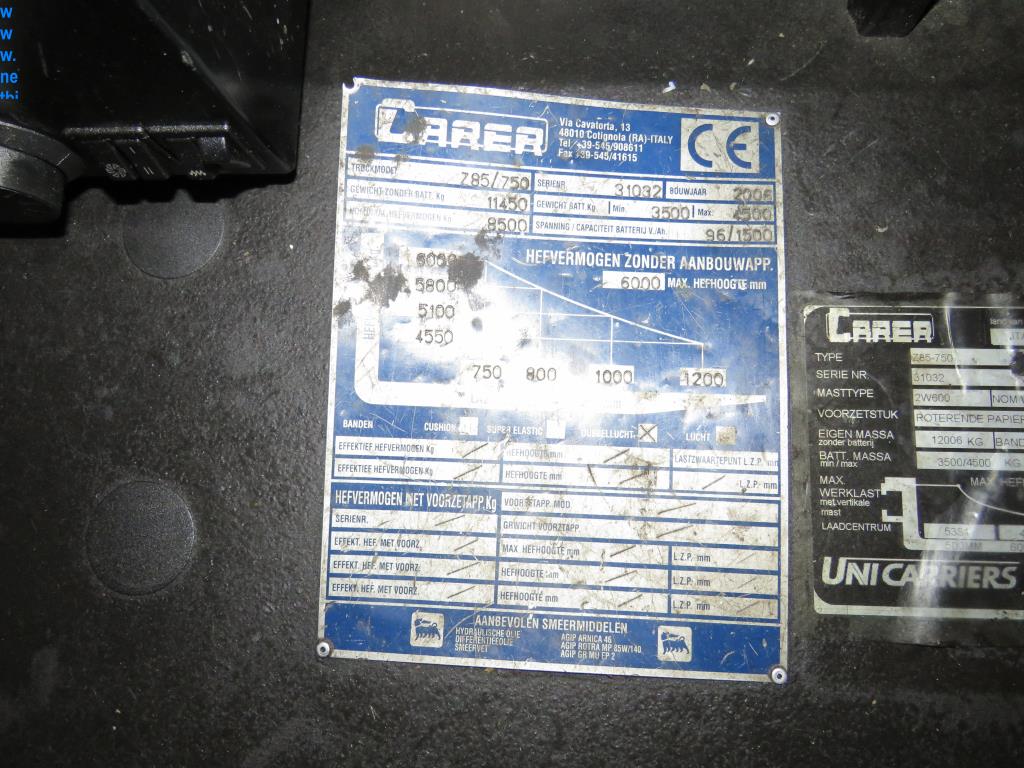 w
w
w.
ne
CARER
Via Cavatorta, 13
48010 Cotignola (RA)-ITALY
Tel +39-545/908611
Fax +39-545/41615
CE
TRUCKMODEL Z85/750 SERIENR. 31032 BOUWJAAR 2006
GEWICHT ZONDER BATT. Kg 11450 GEWICHT BATT Kg Min. 3500 Max: 4500
HEFVERMOGEN Kg 8500 SPANNING / CAPACITEIT BATTERIJ V./Ah. 96/1500
HEFVERMOGEN ZONDER AANBOUWAPP.
6000 MAX. HEFHOOGTE mm
6000
5800
5100
4550
750 800 1000 1200
BANDEN CUSHION SUPER ELASTIC DUBBELLUCHT LUCHT
EFFEKTIEF HEFVERMOGEN Kg HEFHOOGTE mm LASTZWAARTEPUNT L.Z.P. mm
EFFEKTIEF HEFVERMOGEN Kg HEFHOOGTE mm L.Z.P. mm
HEFVERMOGEN MET VOORZETAPP.Kg VOORZETAPP. MOD.
SERIENR. GRWICHT VOORZTAPP.
EFFEKT. HEF. MET VOORZ. MAX HEFHOOGTE mm L.Z.P. mm
EFFEKT. HEF. MET VOORZ. HEFHOOGTE mm L.Z.P. mm
EFFEKT. HEF. MET VOORZ. HEFHOOGTE mm L.Z.P. mm
AANBEVOLEN SMEERMIDDELEN
HYDRAULISCHE OLIE AGIP ARNICA 46
DIFFERENTIEELOLIE AGIP ROTRA MP 85W/140
SMEERVET AGIP GR MU EP 2
CARER
TYPE Z85-750
SERIE NR. 31032
MASTTYPE 2W600
VOORZETSTUK ROTERENDE PAPIER
EIGEN MASSA 12006 KG BAND
zonder batterij
BATT. MASSA 3500/4500 KG
min / max
MAX. MAX. HEF
WERKLAST
met vertikale
mast
LAADCENTRUM
UNICARRIERS